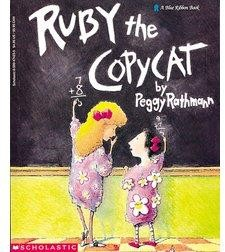 A Blue Ribbon Book
RUBY THE
COPYCAT
by
Peggy Rathmann
7
+8
SCHOLASTIC